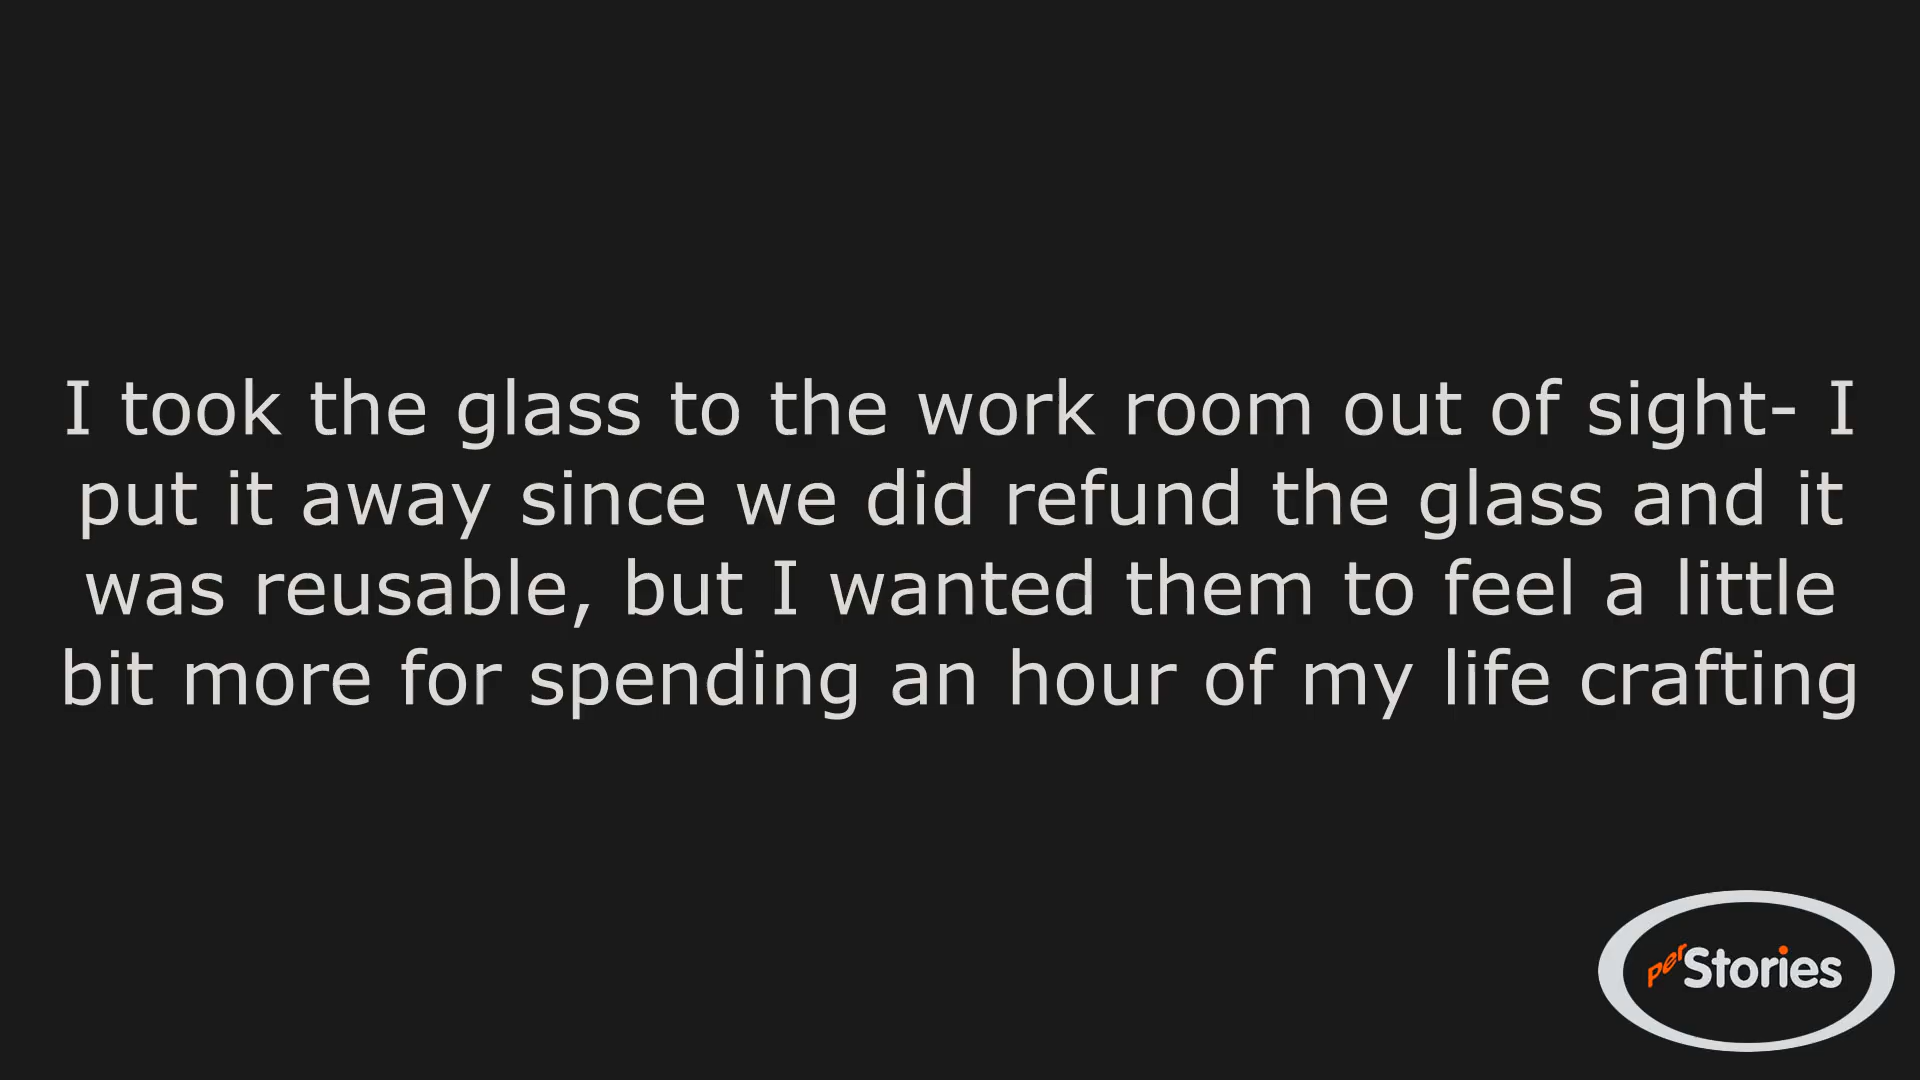 I took the glass to the work room out of sight- I
put it away since we did refund the glass and it
was reusable, but I wanted them to feel a little
bit more for spending an hour of my life crafting
perStories